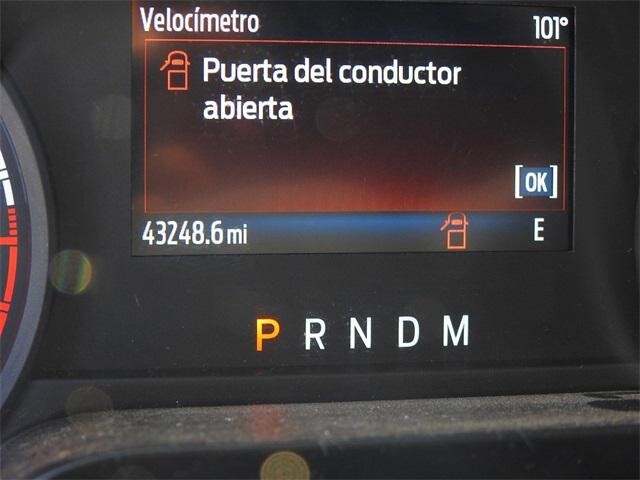 Velocímetro 101°
Puerta del conductor
abierta
[OK]
43248.6 mi E
P R N D M